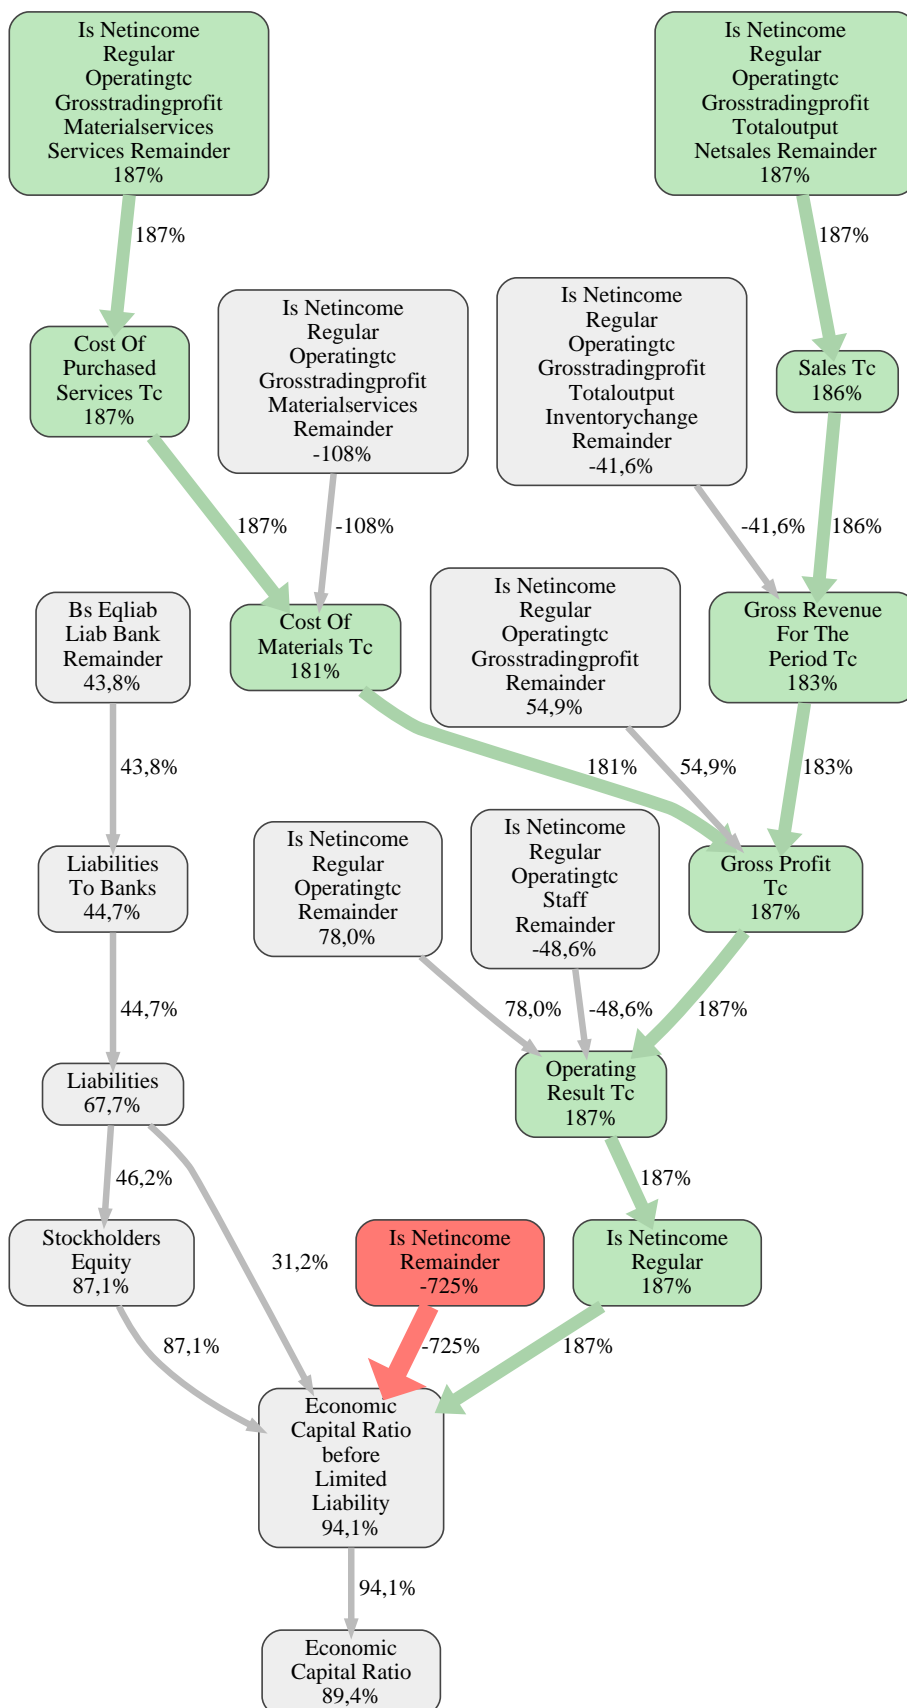 Is Netincome
Regular
Operatingtc
Grosstradingprofit
Materialservices
Services Remainder
187%
Is Netincome
Regular
Operatingtc
Grosstradingprofit
Totaloutput
Netsales Remainder
187%
187%
187%
Is Netincome
Regular
Operatingtc
Grosstradingprofit
Materialservices
Remainder
-108%
Is Netincome
Regular
Operatingtc
Grosstradingprofit
Totaloutput
Inventorychange
Remainder
-41,6%
Cost Of
Purchased
Services Tc
187%
Sales Tc
186%
187%
-108%
-41,6%
186%
Bs Eqliab
Liab Bank
Remainder
43,8%
Cost Of
Materials Tc
181%
Is Netincome
Regular
Operatingtc
Grosstradingprofit
Remainder
54,9%
Gross Revenue
For The
Period Tc
183%
43,8%
181%
54,9%
183%
Liabilities
To Banks
44,7%
Is Netincome
Regular
Operatingtc
Remainder
78,0%
Is Netincome
Regular
Operatingtc
Staff
Remainder
-48,6%
Gross Profit
Tc
187%
44,7%
78,0%
-48,6%
187%
Liabilities
67,7%
Operating
Result Tc
187%
46,2%
187%
Stockholders
Equity
87,1%
31,2%
Is Netincome
Remainder
-725%
Is Netincome
Regular
187%
87,1%
-725%
187%
Economic
Capital Ratio
before
Limited
Liability
94,1%
94,1%
Economic
Capital Ratio
89,4%